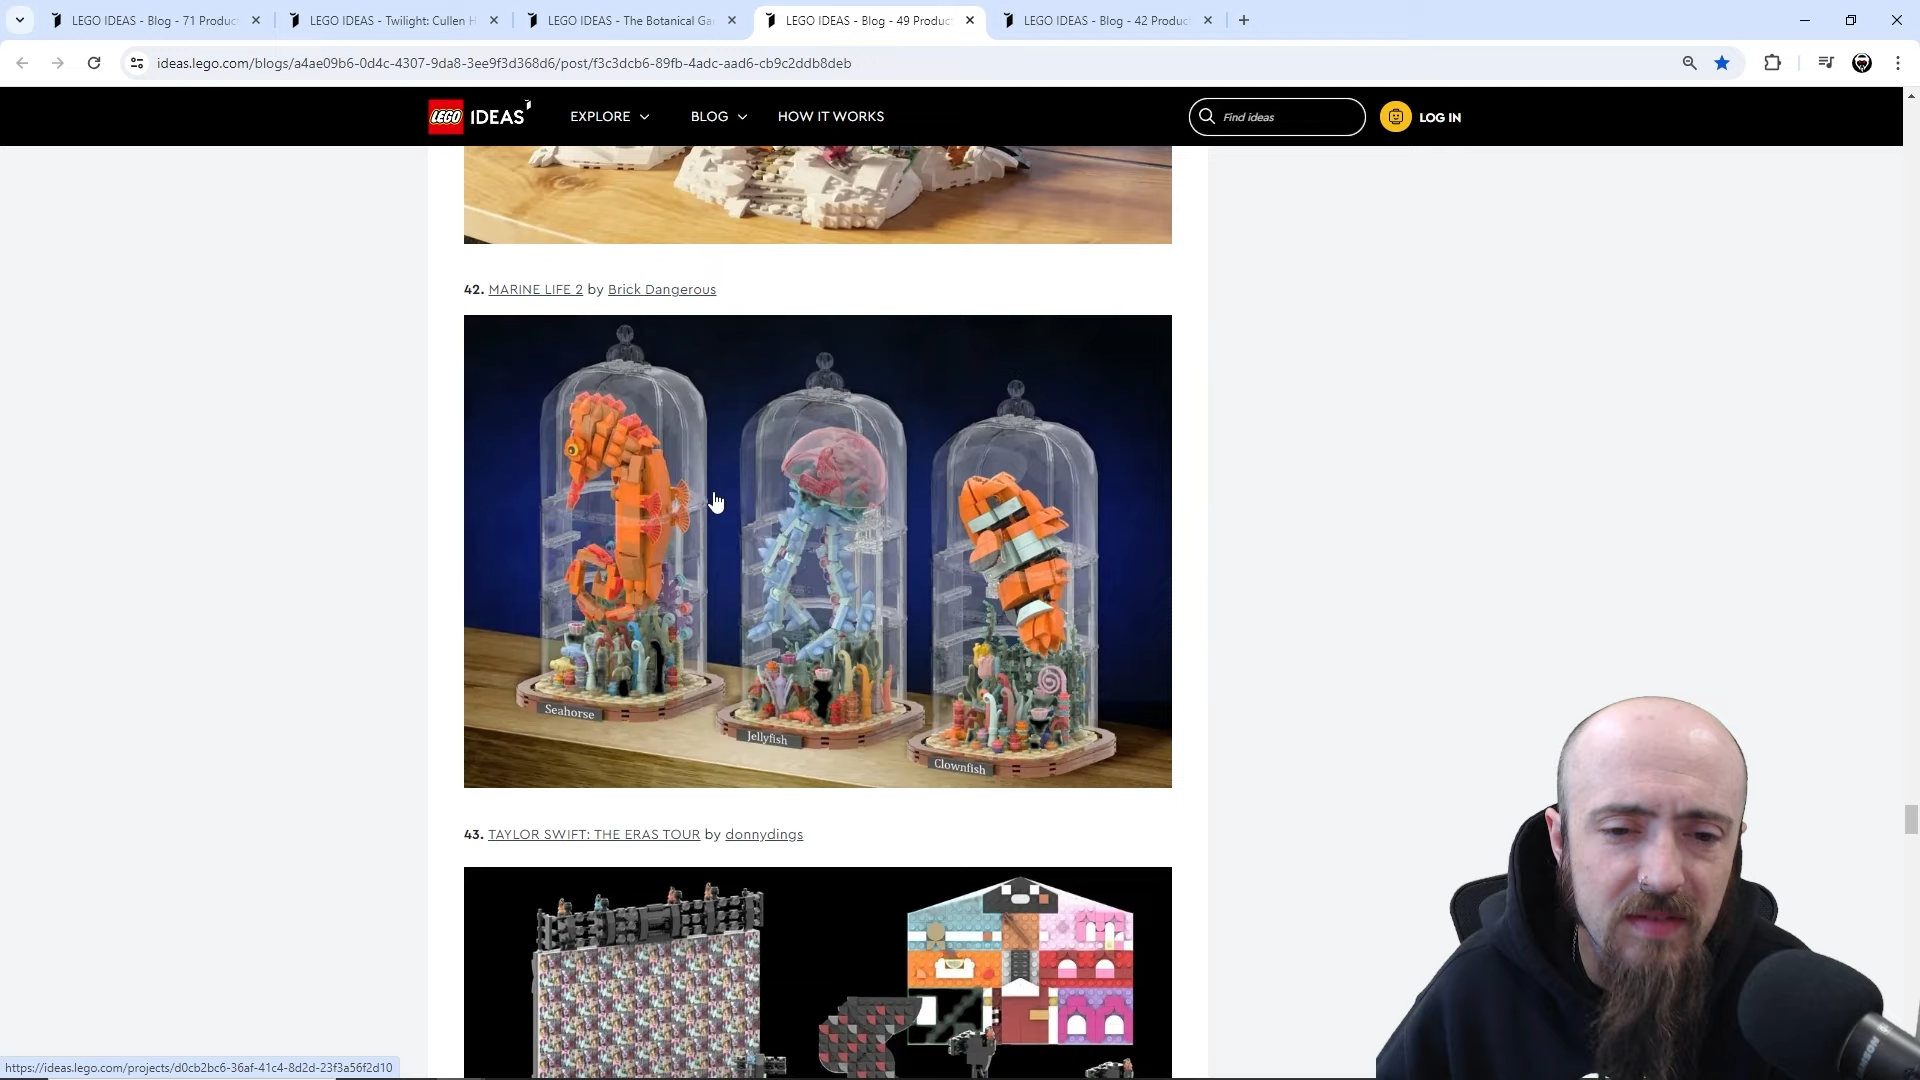 LEGO IDEAS - Blog - 71 Produc
LEGO IDEAS - Twilight: Cullen H
LEGO IDEAS - The Botanical Ga
LEGO IDEAS - Blog - 49 Produc
LEGO IDEAS - Blog - 42 Produc
ideas.lego.com/blogs/a4ae09b6-0d4c-4307-9da8-3ee9f3d368d6/post/f3c3dcb6-89fb-4adc-aad6-cb9c2ddb8deb
LEGO IDEAS
EXPLORE
BLOG
HOW IT WORKS
Find ideas
LOG IN
42. MARINE LIFE 2 by Brick Dangerous
Seahorse
Jellyfish
Clownfish
43. TAYLOR SWIFT: THE ERAS TOUR by donnydings
https://ideas.lego.com/projects/d0cb2bc6-36af-41c4-8d2d-23f3a56f2d10